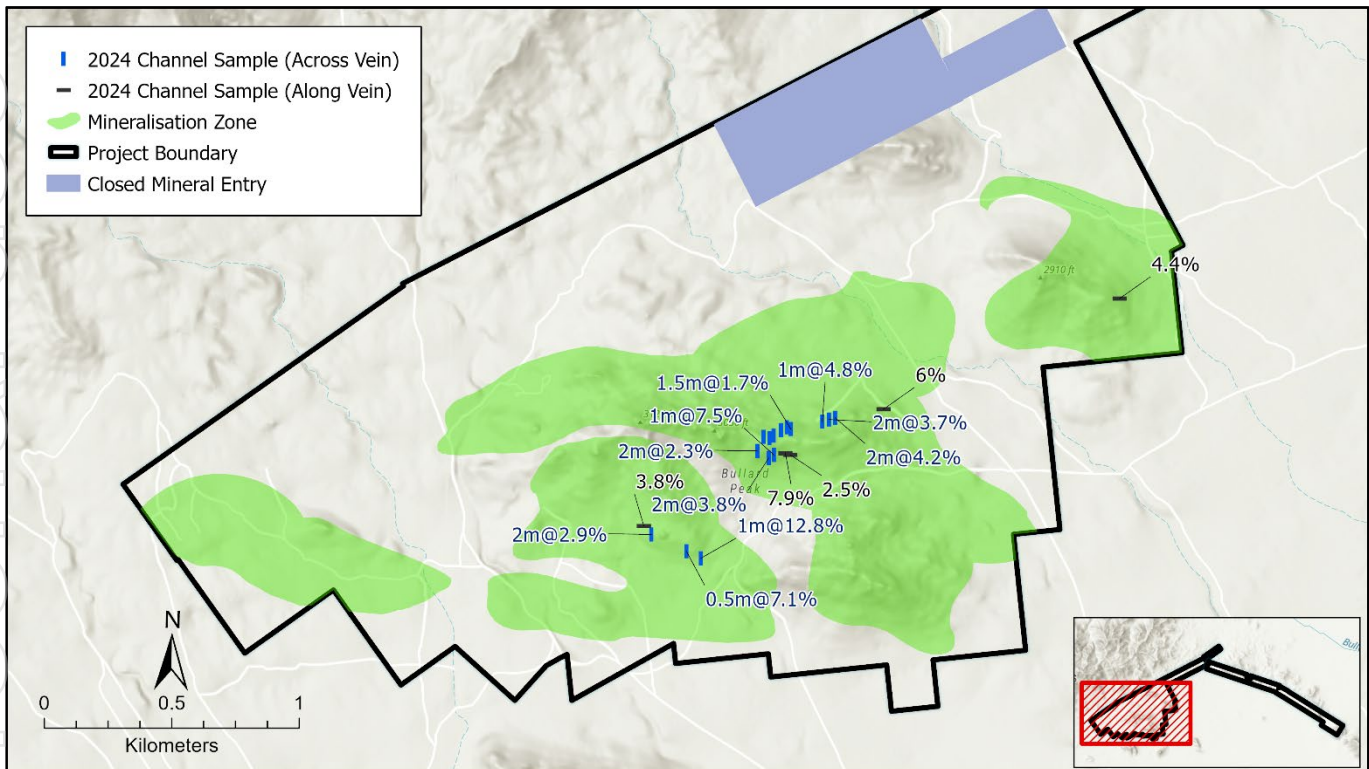 2024 Channel Sample (Across Vein)
2024 Channel Sample (Along Vein)
Mineralisation Zone
Project Boundary
Closed Mineral Entry
2910 ft
4.4%
1.5m@1.7%
1m@4.8%
6%
1m@7.5%
2m@3.7%
2m@2.3%
2m@4.2%
Bullard
Peak
3.8%
2m@3.8%
7.9%
2.5%
2m@2.9%
1m@12.8%
0.5m@7.1%
N
0
0.5
1
Kilometers